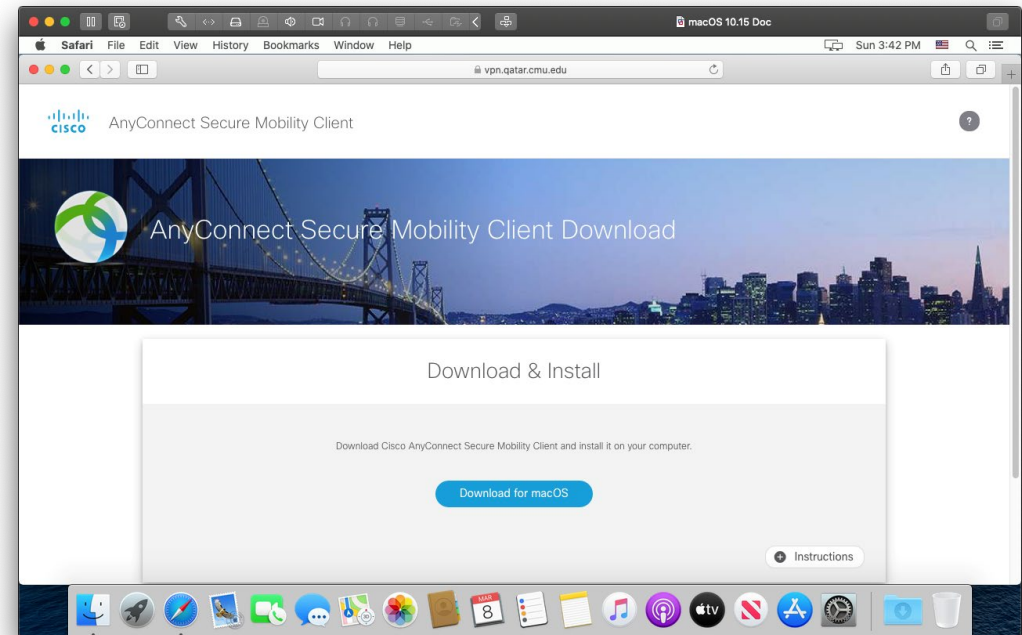 macOS 10.15 Doc
Safari File Edit View History Bookmarks Window Help Sun 3:42 PM
vpn.qatar.cmu.edu
CISCO AnyConnect Secure Mobility Client ?
AnyConnect Secure Mobility Client Download
Download & Install
Download Cisco AnyConnect Secure Mobility Client and install it on your computer.
Download for macOS
Instructions
MAR
8
tv